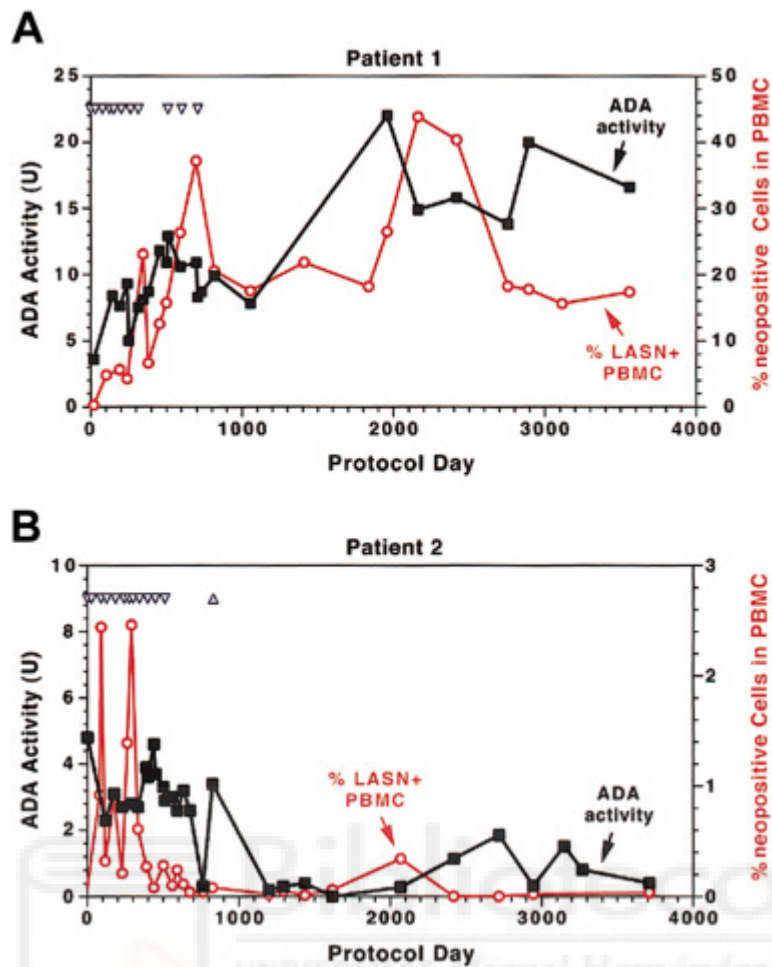 A
Patient 1
25
20
15
10
5
0
50
40
30
20
10
0
ADA Activity (U)
% neopositive Cells in PBMC
ADA
activity
% LASN+
PBMC
0
1000
2000
3000
4000
Protocol Day
B
Patient 2
10
8
6
4
2
0
3
2
1
0
ADA Activity (U)
% neopositive Cells in PBMC
% LASN+
PBMC
ADA
activity
0
1000
2000
3000
4000
Protocol Day